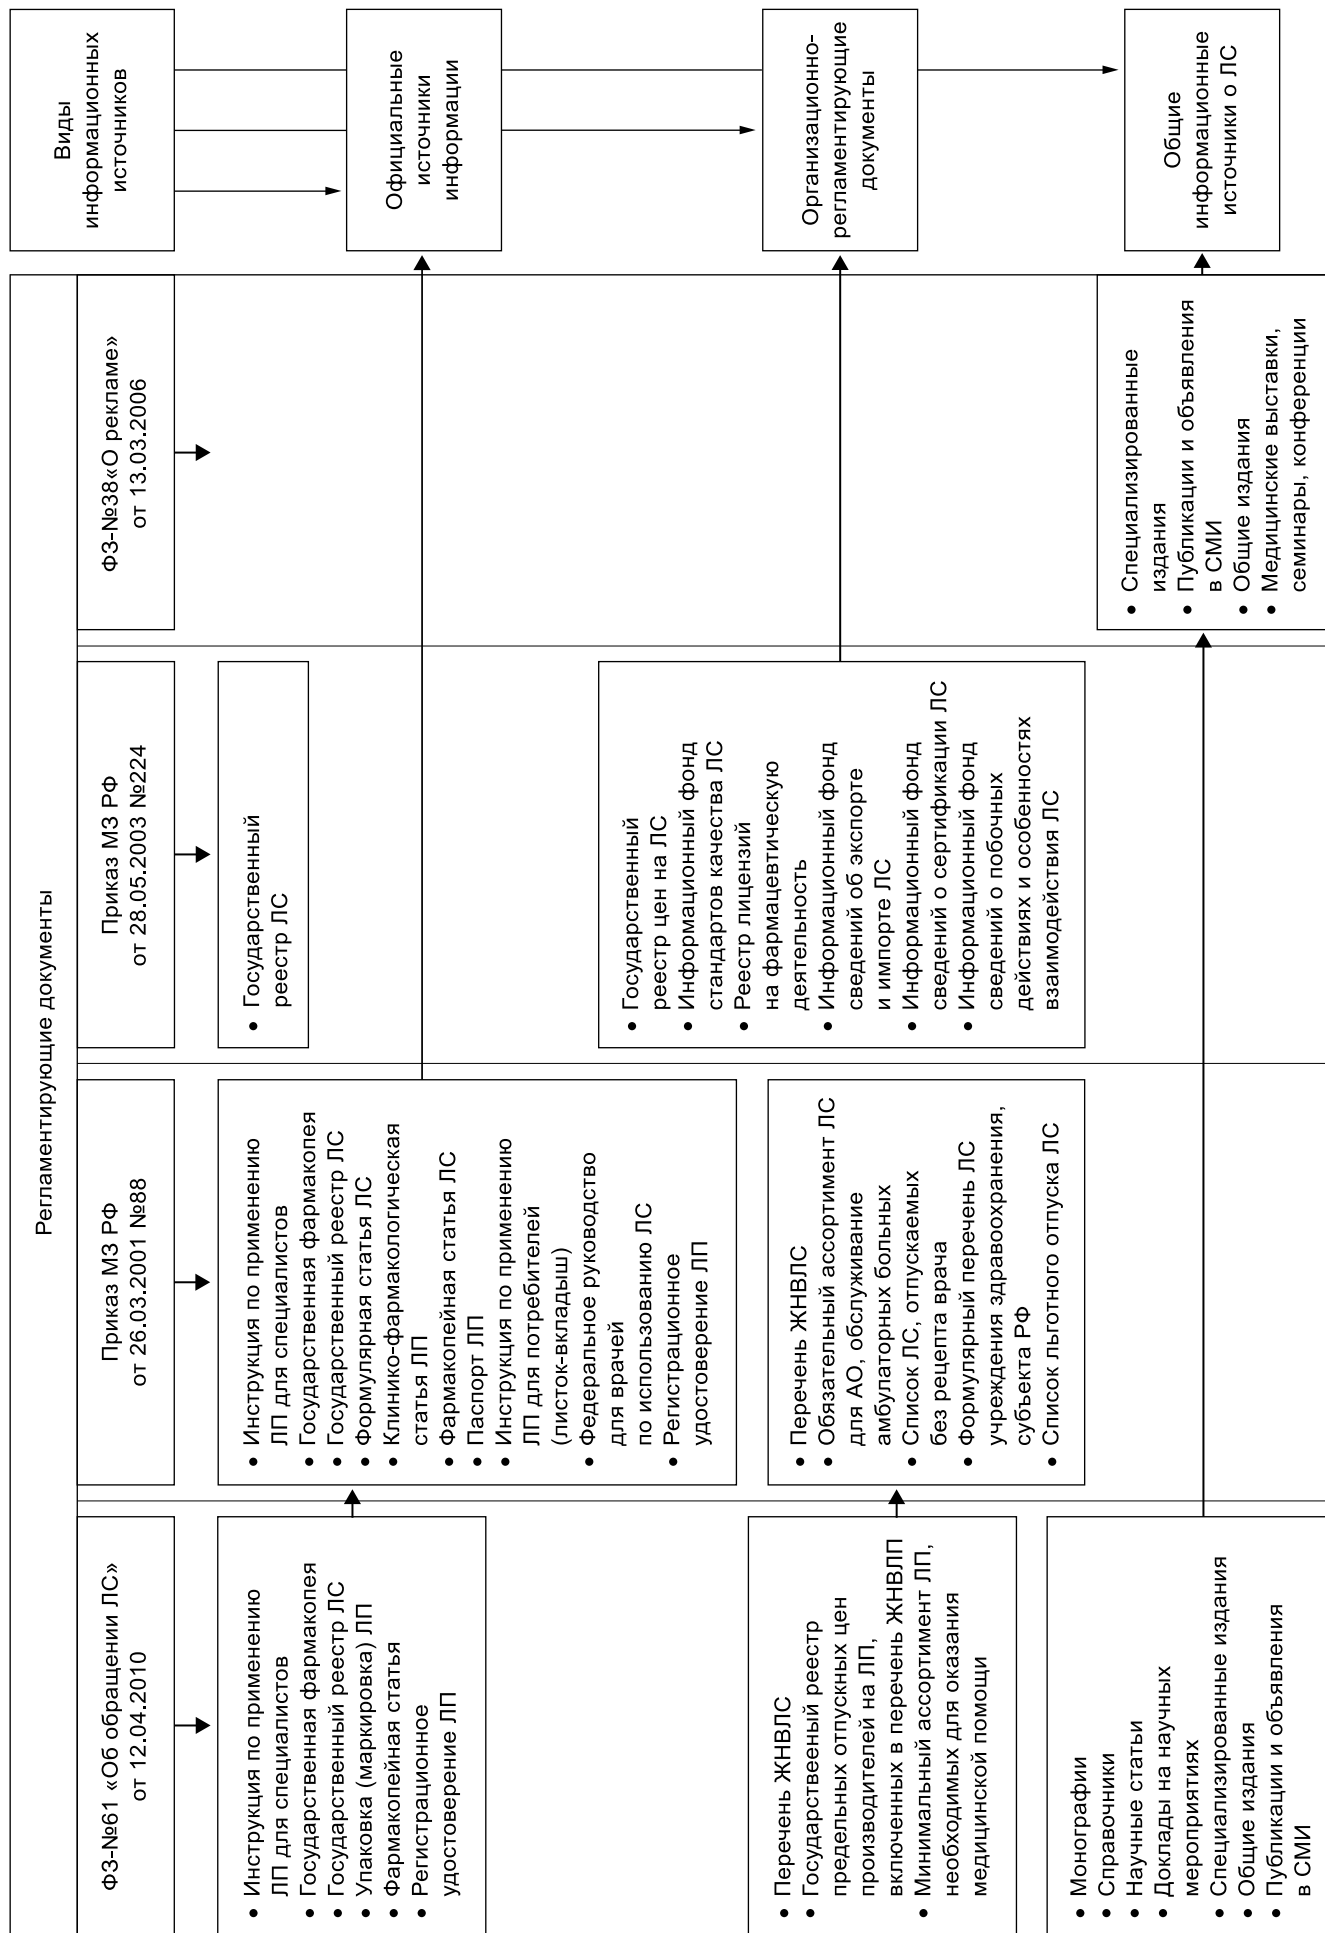 Регламентирующие документы
Виды
информационных
источников
ФЗ-№61 «Об обращении ЛС»
от 12.04.2010
Приказ МЗ РФ
от 26.03.2001 №88
Приказ МЗ РФ
от 28.05.2003 №224
ФЗ-№38«О рекламе»
от 13.03.2006
• Инструкция по применению
ЛП для специалистов
• Государственная фармакопея
• Государственный реестр ЛС
• Упаковка (маркировка) ЛП
• Фармакопейная статья
• Регистрационное
удостоверение ЛП
• Инструкция по применению
ЛП для специалистов
• Государственная фармакопея
• Государственный реестр ЛС
• Формулярная статья ЛС
• Клинико-фармакологическая
статья ЛП
• Фармакопейная статья ЛС
• Паспорт ЛП
• Инструкция по применению
ЛП для потребителей
(листок-вкладыш)
• Федеральное руководство
для врачей
по использованию ЛС
• Регистрационное
удостоверение ЛП
• Государственный
реестр ЛС
Официальные
источники
информации
• Перечень ЖНВЛС
• Государствееный реестр
предельных отпускных цен
производителей на ЛП,
включенных в перечень ЖНВЛП
• Минимальный ассортимент ЛП,
необходимых для оказания
медицинской помощи
• Перечень ЖНВЛС
• Обязательный ассортимент ЛС
для АО, обслуживание
амбулаторных больных
• Список ЛС, отпускаемых
без рецепта врача
• Формулярный перечень ЛС
учреждения здравоохранения,
субъекта РФ
• Список льготного отпуска ЛС
• Государственный
реестр цен на ЛС
• Информационный фонд
стандартов качества ЛС
• Реестр лицензий
на фармацевтическую
деятельность
• Информационный фонд
сведений об экспорте
и импорте ЛС
• Информационный фонд
сведений о сертификации ЛС
• Информационный фонд
сведений о побочных
действиях и особенностях
взаимодействия ЛС
Организационно-
регламентирующие
документы
• Монографии
• Справочники
• Научные статьи
• Доклады на научных
мероприятиях
• Специализированные издания
• Общие издания
• Публикации и объявления
в СМИ
• Специализированные
издания
• Публикации и объявления
в СМИ
• Общие издания
• Медицинские выставки,
семинары, конференции
Общие
информационные
источники о ЛС